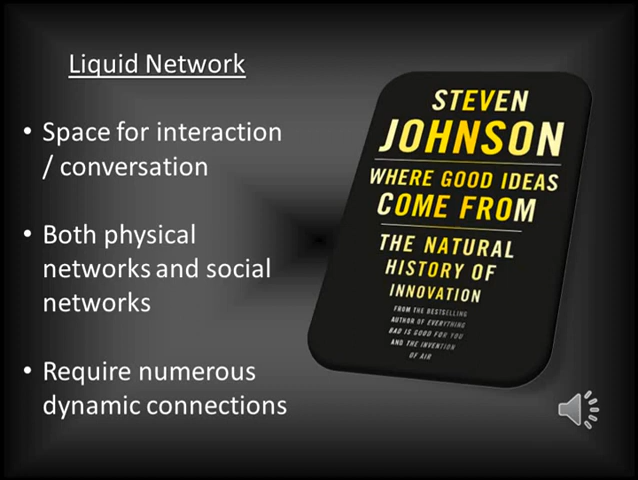 Liquid Network
• Space for interaction
/ conversation
• Both physical
networks and social
networks
• Require numerous
dynamic connections
STEVEN
JOHNSON
WHERE GOOD IDEAS
COME FROM
THE NATURAL
HISTORY OF
INNOVATION
FROM THE BESTSELLING
AUTHOR OF EVERYTHING
BAD IS GOOD FOR YOU
AND THE INVENTION
OF AIR